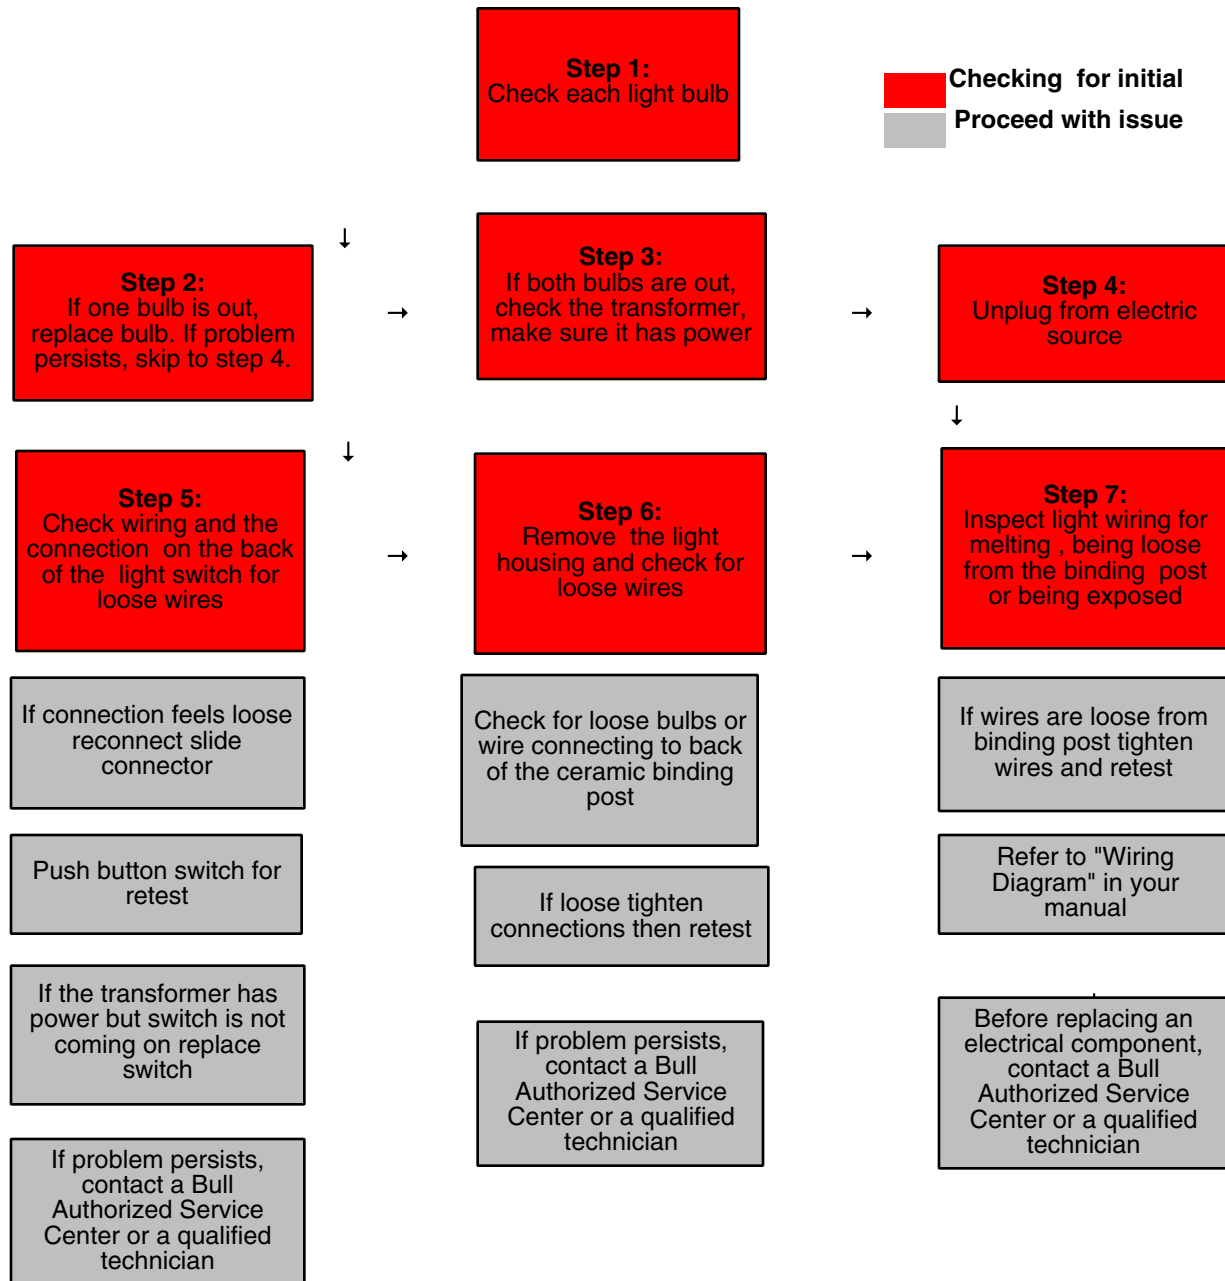 Step 1:
Check each light bulb
Checking  for initial
Proceed with issue
↓
Step 2:
If one bulb is out,
replace bulb. If problem
persists, skip to step 4.
→
Step 3:
If both bulbs are out,
check the transformer,
make sure it has power
→
Step 4:
Unplug from electric
source
↓
↓
Step 5:
Check wiring and the
connection  on the back
of the  light switch for
loose wires
→
Step 6:
Remove  the light
housing and check for
loose wires
→
Step 7:
Inspect light wiring for
melting , being loose
from the binding  post
or being exposed
If connection feels loose
reconnect slide
connector
Push button switch for
retest
If the transformer has
power but switch is not
coming on replace
switch
If problem persists,
contact a Bull
Authorized Service
Center or a qualified
technician
Check for loose bulbs or
wire connecting to back
of the ceramic binding
post
If loose tighten
connections then retest
If problem persists,
contact a Bull
Authorized Service
Center or a qualified
technician
If wires are loose from
binding post tighten
wires and retest
Refer to "Wiring
Diagram" in your
manual
Before replacing an
electrical component,
contact a Bull
Authorized Service
Center or a qualified
technician